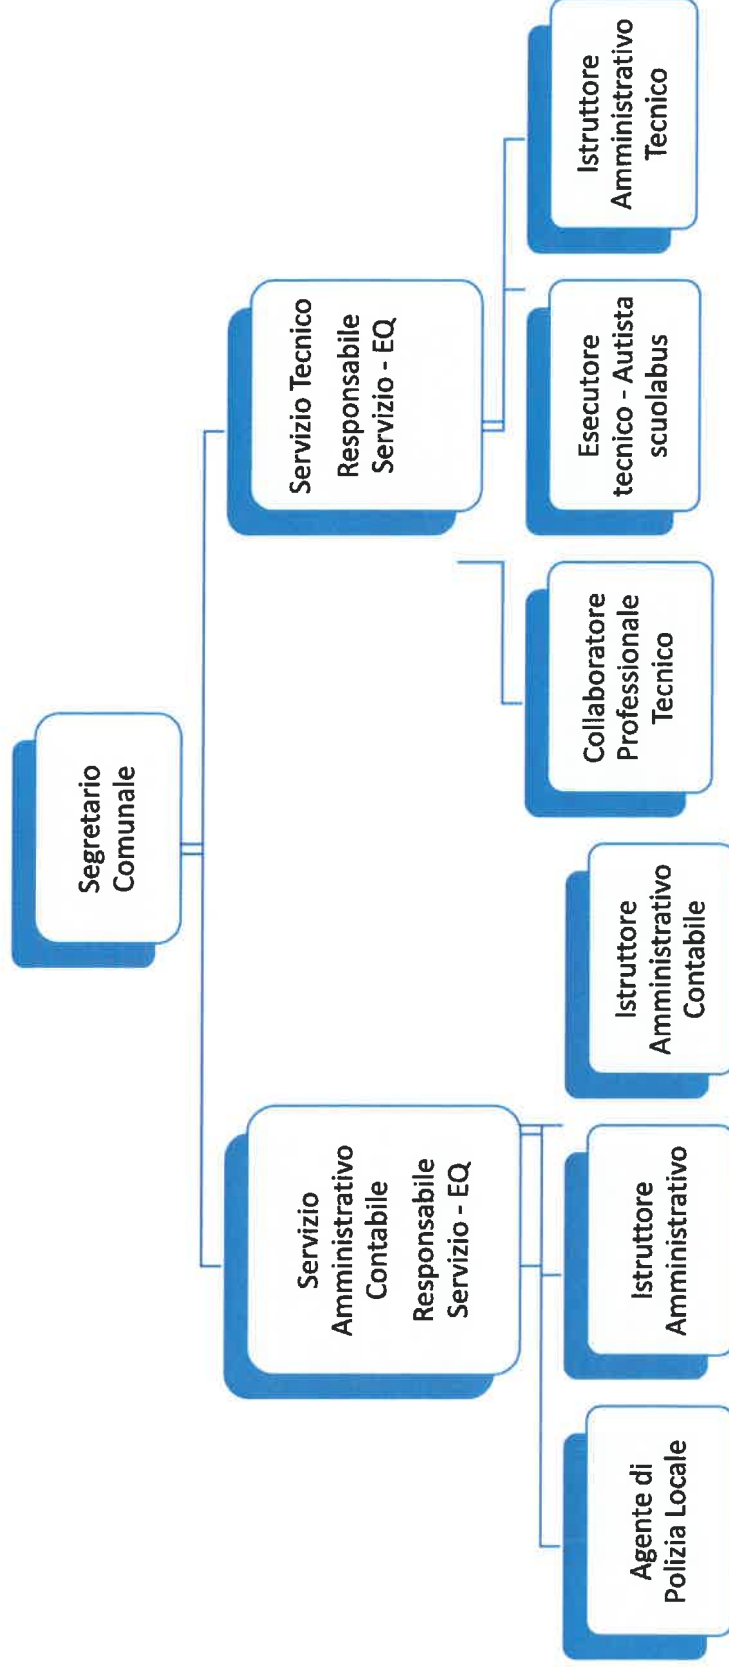 Segretario
Comunale
Servizio
Amministrativo
Contabile
Responsabile
Servizio - EQ
Servizio Tecnico
Responsabile
Servizio - EQ
Agente di
Polizia Locale
Istruttore
Amministrativo
Istruttore
Amministrativo
Contabile
Collaboratore
Professionale
Tecnico
Esecutore
tecnico - Autista
scuolabus
Istruttore
Amministrativo
Tecnico